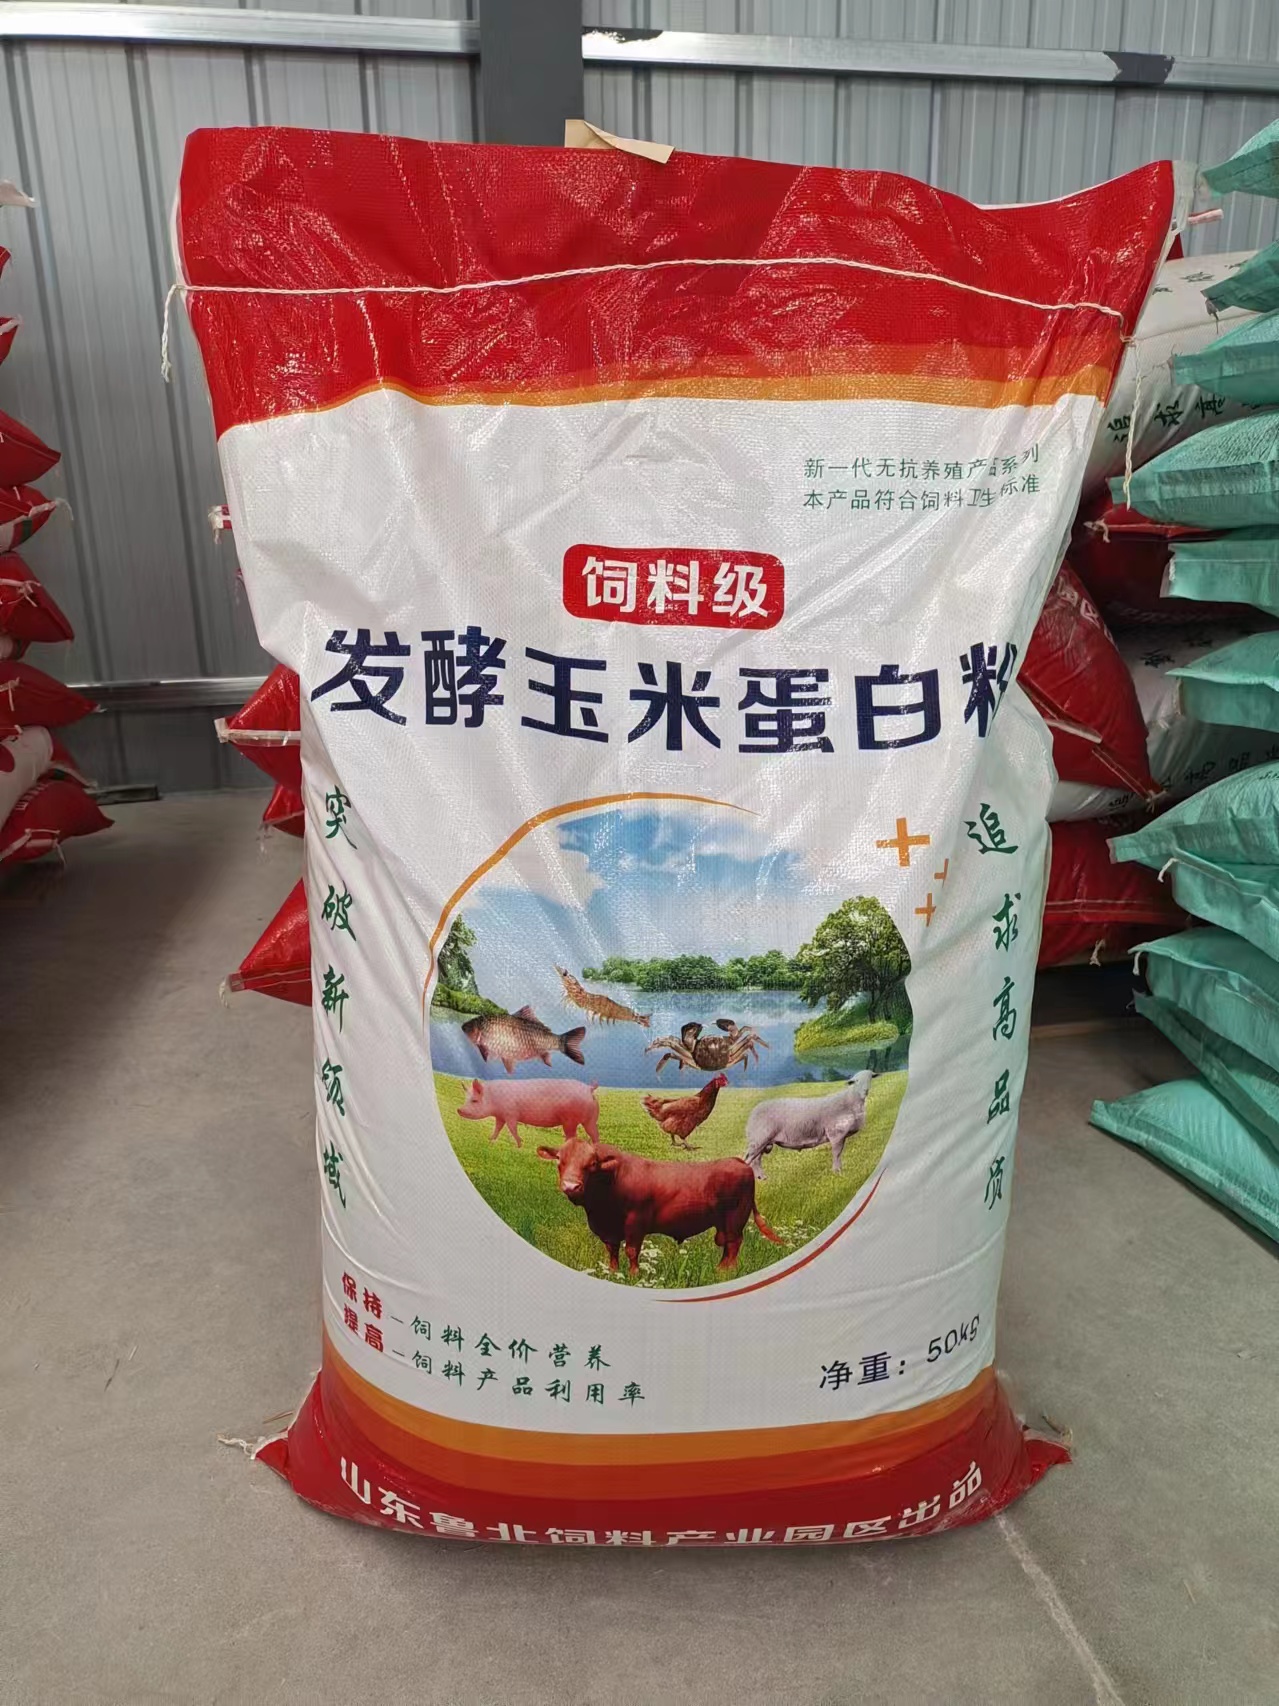 新一代无抗养殖产品系列
本产品符合饲料卫生标准
饲料级
发酵玉米蛋白粉
突破新领域
追求高品质
保持 — 饲料全价营养
提高 — 饲料产品利用率
净重：50kg
山东鲁北饲料产业园区出品
追求高